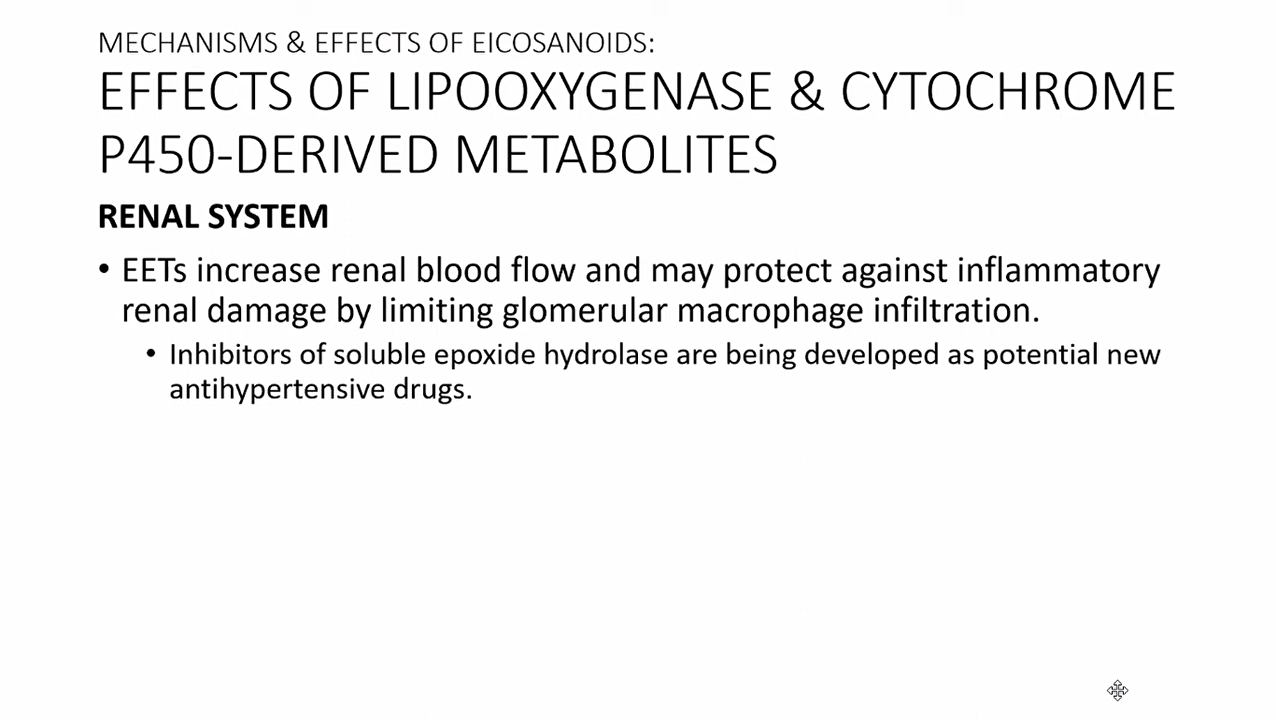 MECHANISMS & EFFECTS OF EICOSANOIDS:
EFFECTS OF LIPOOXYGENASE & CYTOCHROME
P450-DERIVED METABOLITES
RENAL SYSTEM
• EETs increase renal blood flow and may protect against inflammatory
renal damage by limiting glomerular macrophage infiltration.
• Inhibitors of soluble epoxide hydrolase are being developed as potential new
antihypertensive drugs.